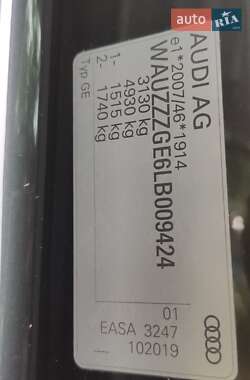 AUTO RIA.com
AUDI AG
e1*2007/46*1914
WAUZZZGE6LB009424
3130 kg
4930 kg
1- 1515 kg
2- 1740 kg
Typ GE
01
EASA 3247
102019